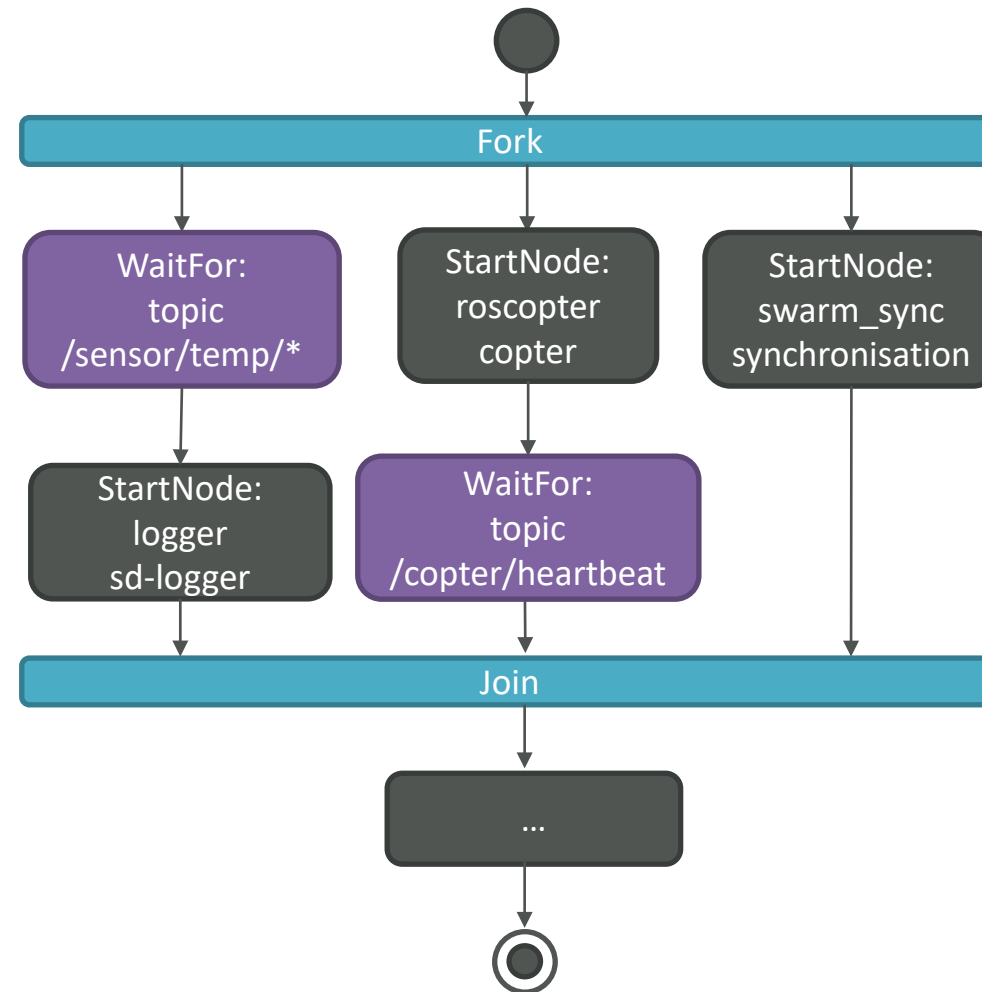 Fork
WaitFor:
topic
/sensor/temp/*
StartNode:
roscopter
copter
StartNode:
swarm_sync
synchronisation
StartNode:
logger
sd-logger
WaitFor:
topic
/copter/heartbeat
Join
...